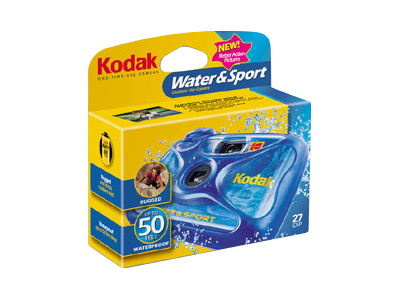 Kodak
ONE-TIME-USE CAMERA
NEW!
Better Action
Pictures
Water & Sport
Rugged
RUGGED
Kodak
SPORT
UP TO
50
FEET
WATERPROOF
Waterproof
27
EXP